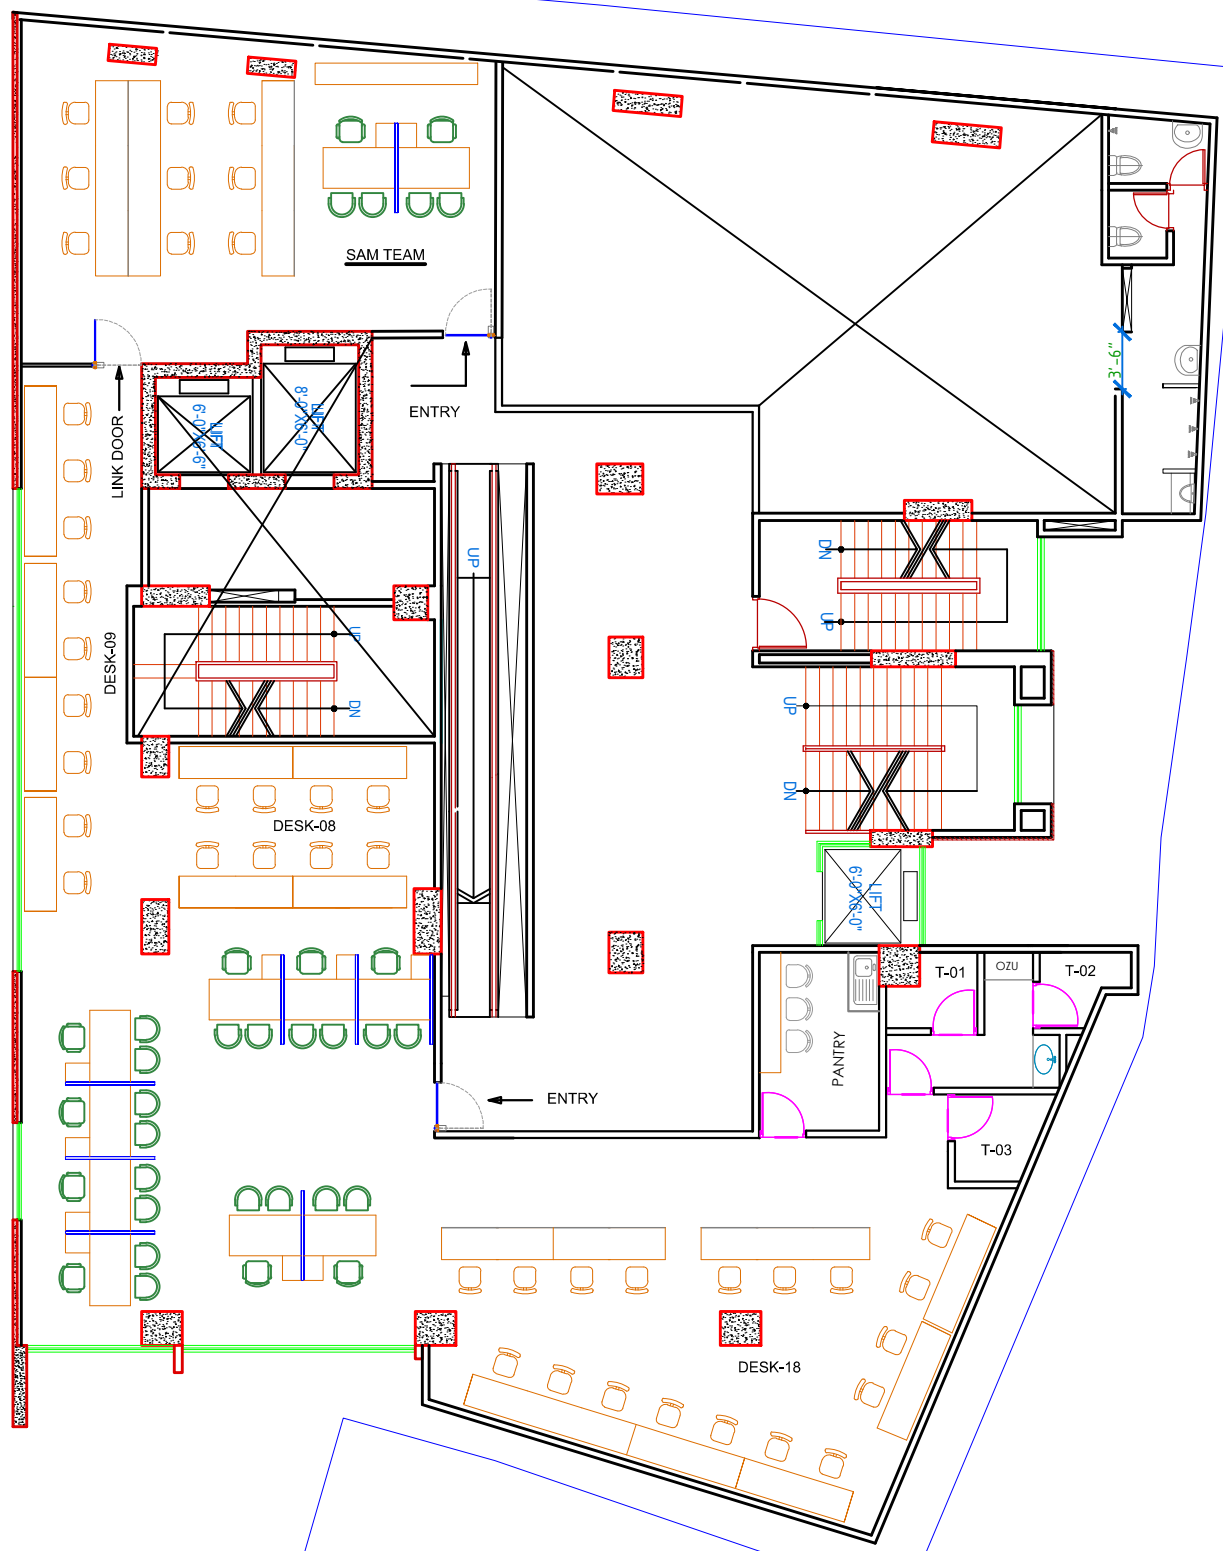 SAM TEAM
3'-6"
ENTRY
LIFT
8'-0"X6'-0"
LIFT
6'-0"X6'-6"
LINK DOOR
UP
DN
UP
DESK-09
UP
DN
UP
DN
DESK-08
LIFT
6'-0"X6'-0"
T-01
OZU
T-02
PANTRY
ENTRY
T-03
DESK-18